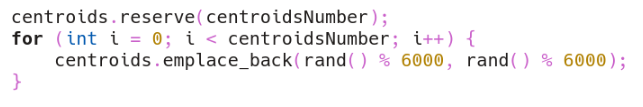 centroids.reserve(centroidsNumber);
for (int i = 0; i < centroidsNumber; i++) {
    centroids.emplace_back(rand() % 6000, rand() % 6000);
}